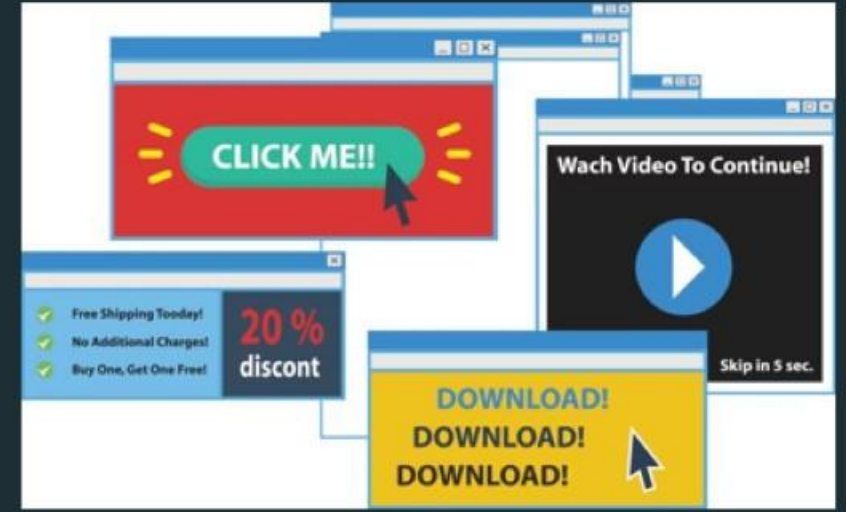 CLICK ME!!
Wach Video To Continue!
Skip in 5 sec.
Free Shipping Tooday!
No Additional Charges!
Buy One, Get One Free!
20 %
discont
DOWNLOAD!
DOWNLOAD!
DOWNLOAD!